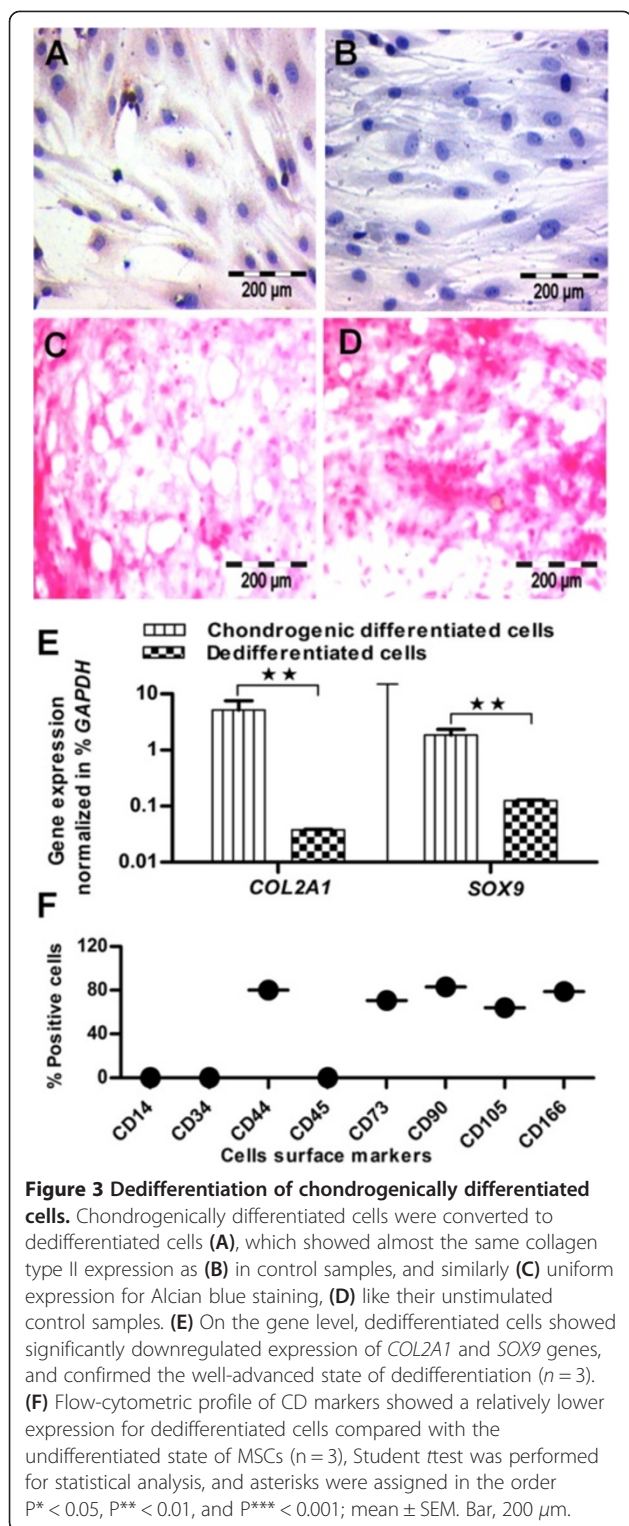 A
B
200 µm
200 µm
C
D
200 µm
200 µm
E
Chondrogenic differentiated cells
Dedifferentiated cells
Gene expression
normalized in % GAPDH
10
1
0.1
0.01
★★
★★
COL2A1
SOX9
F
% Positive cells
120
80
40
0
CD14
CD34
CD44
CD45
CD73
CD90
CD105
CD166
Cells surface markers
Figure 3 Dedifferentiation of chondrogenically differentiated
cells. Chondrogenically differentiated cells were converted to
dedifferentiated cells (A), which showed almost the same collagen
type II expression as (B) in control samples, and similarly (C) uniform
expression for Alcian blue staining, (D) like their unstimulated
control samples. (E) On the gene level, dedifferentiated cells showed
significantly downregulated expression of COL2A1 and SOX9 genes,
and confirmed the well-advanced state of dedifferentiation (n = 3).
(F) Flow-cytometric profile of CD markers showed a relatively lower
expression for dedifferentiated cells compared with the
undifferentiated state of MSCs (n = 3), Student ttest was performed
for statistical analysis, and asterisks were assigned in the order
P* < 0.05, P** < 0.01, and P*** < 0.001; mean ± SEM. Bar, 200 µm.